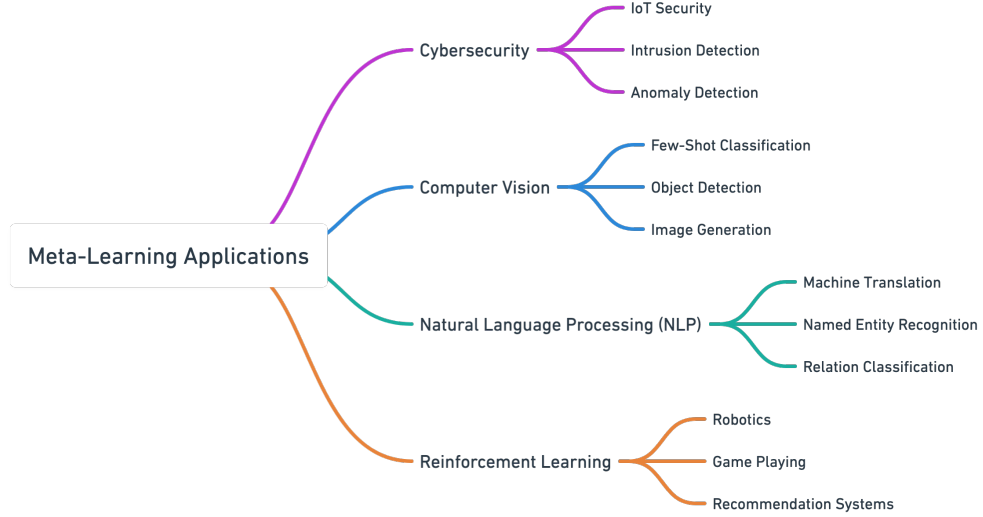 Meta-Learning Applications
Cybersecurity
IoT Security
Intrusion Detection
Anomaly Detection
Computer Vision
Few-Shot Classification
Object Detection
Image Generation
Natural Language Processing (NLP)
Machine Translation
Named Entity Recognition
Relation Classification
Reinforcement Learning
Robotics
Game Playing
Recommendation Systems